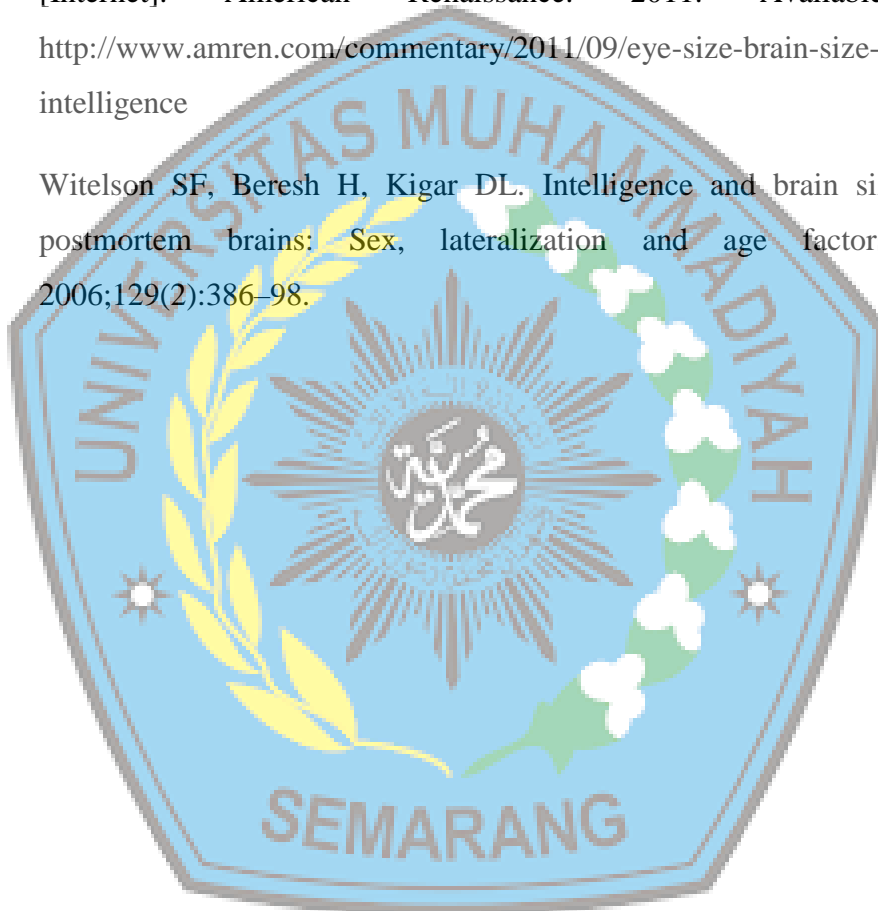 [Internet]. American Renaissance. 2011. Available
http://www.amren.com/commentary/2011/09/eye-size-brain-size-
intelligence
Witelson SF, Beresh H, Kigar DL. Intelligence and brain si
postmortem brains: Sex, lateralization and age factor
2006;129(2):386–98.
UNIVERSITAS MUHAMMADIYAH
محمدية
SEMARANG